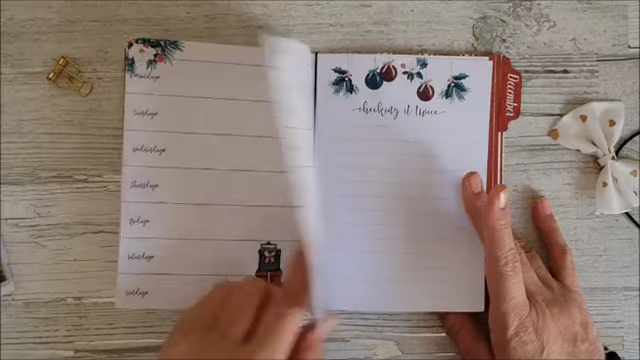 monday
tuesday
wednesday
thursday
friday
saturday
sunday
checking it twice
December